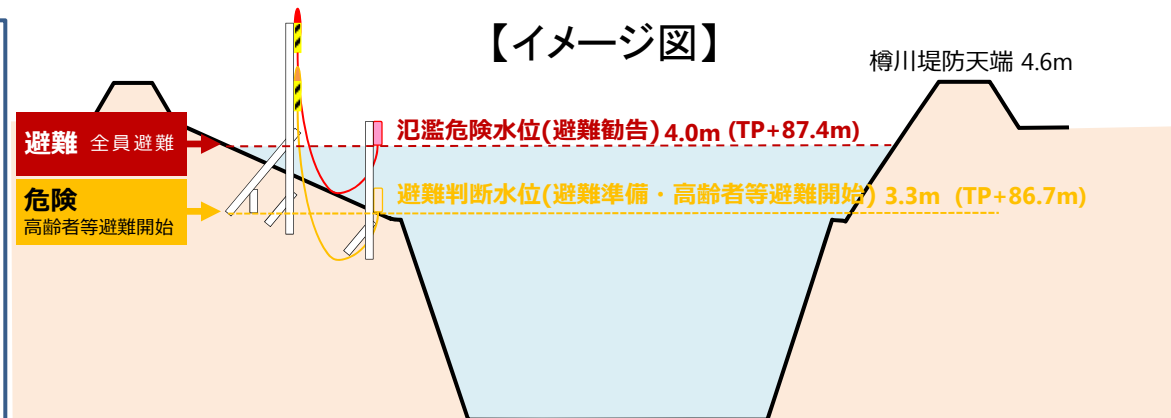 【イメージ図】
樽川堤防天端 4.6m
避難 全員避難
氾濫危険水位(避難勧告) 4.0m (TP+87.4m)
危険
高齢者等避難開始
避難判断水位(避難準備・高齢者等避難開始) 3.3m (TP+86.7m)